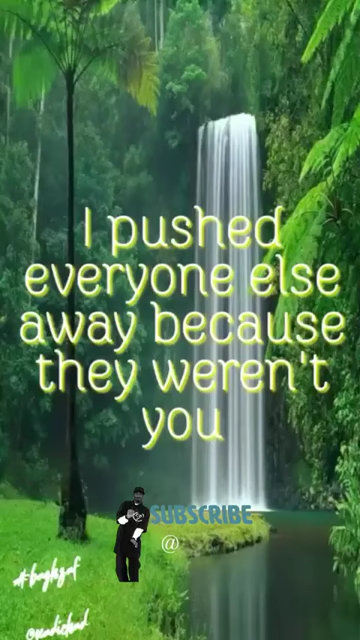 I pushed
everyone else
away because
they weren't
you
SUBSCRIBE
@